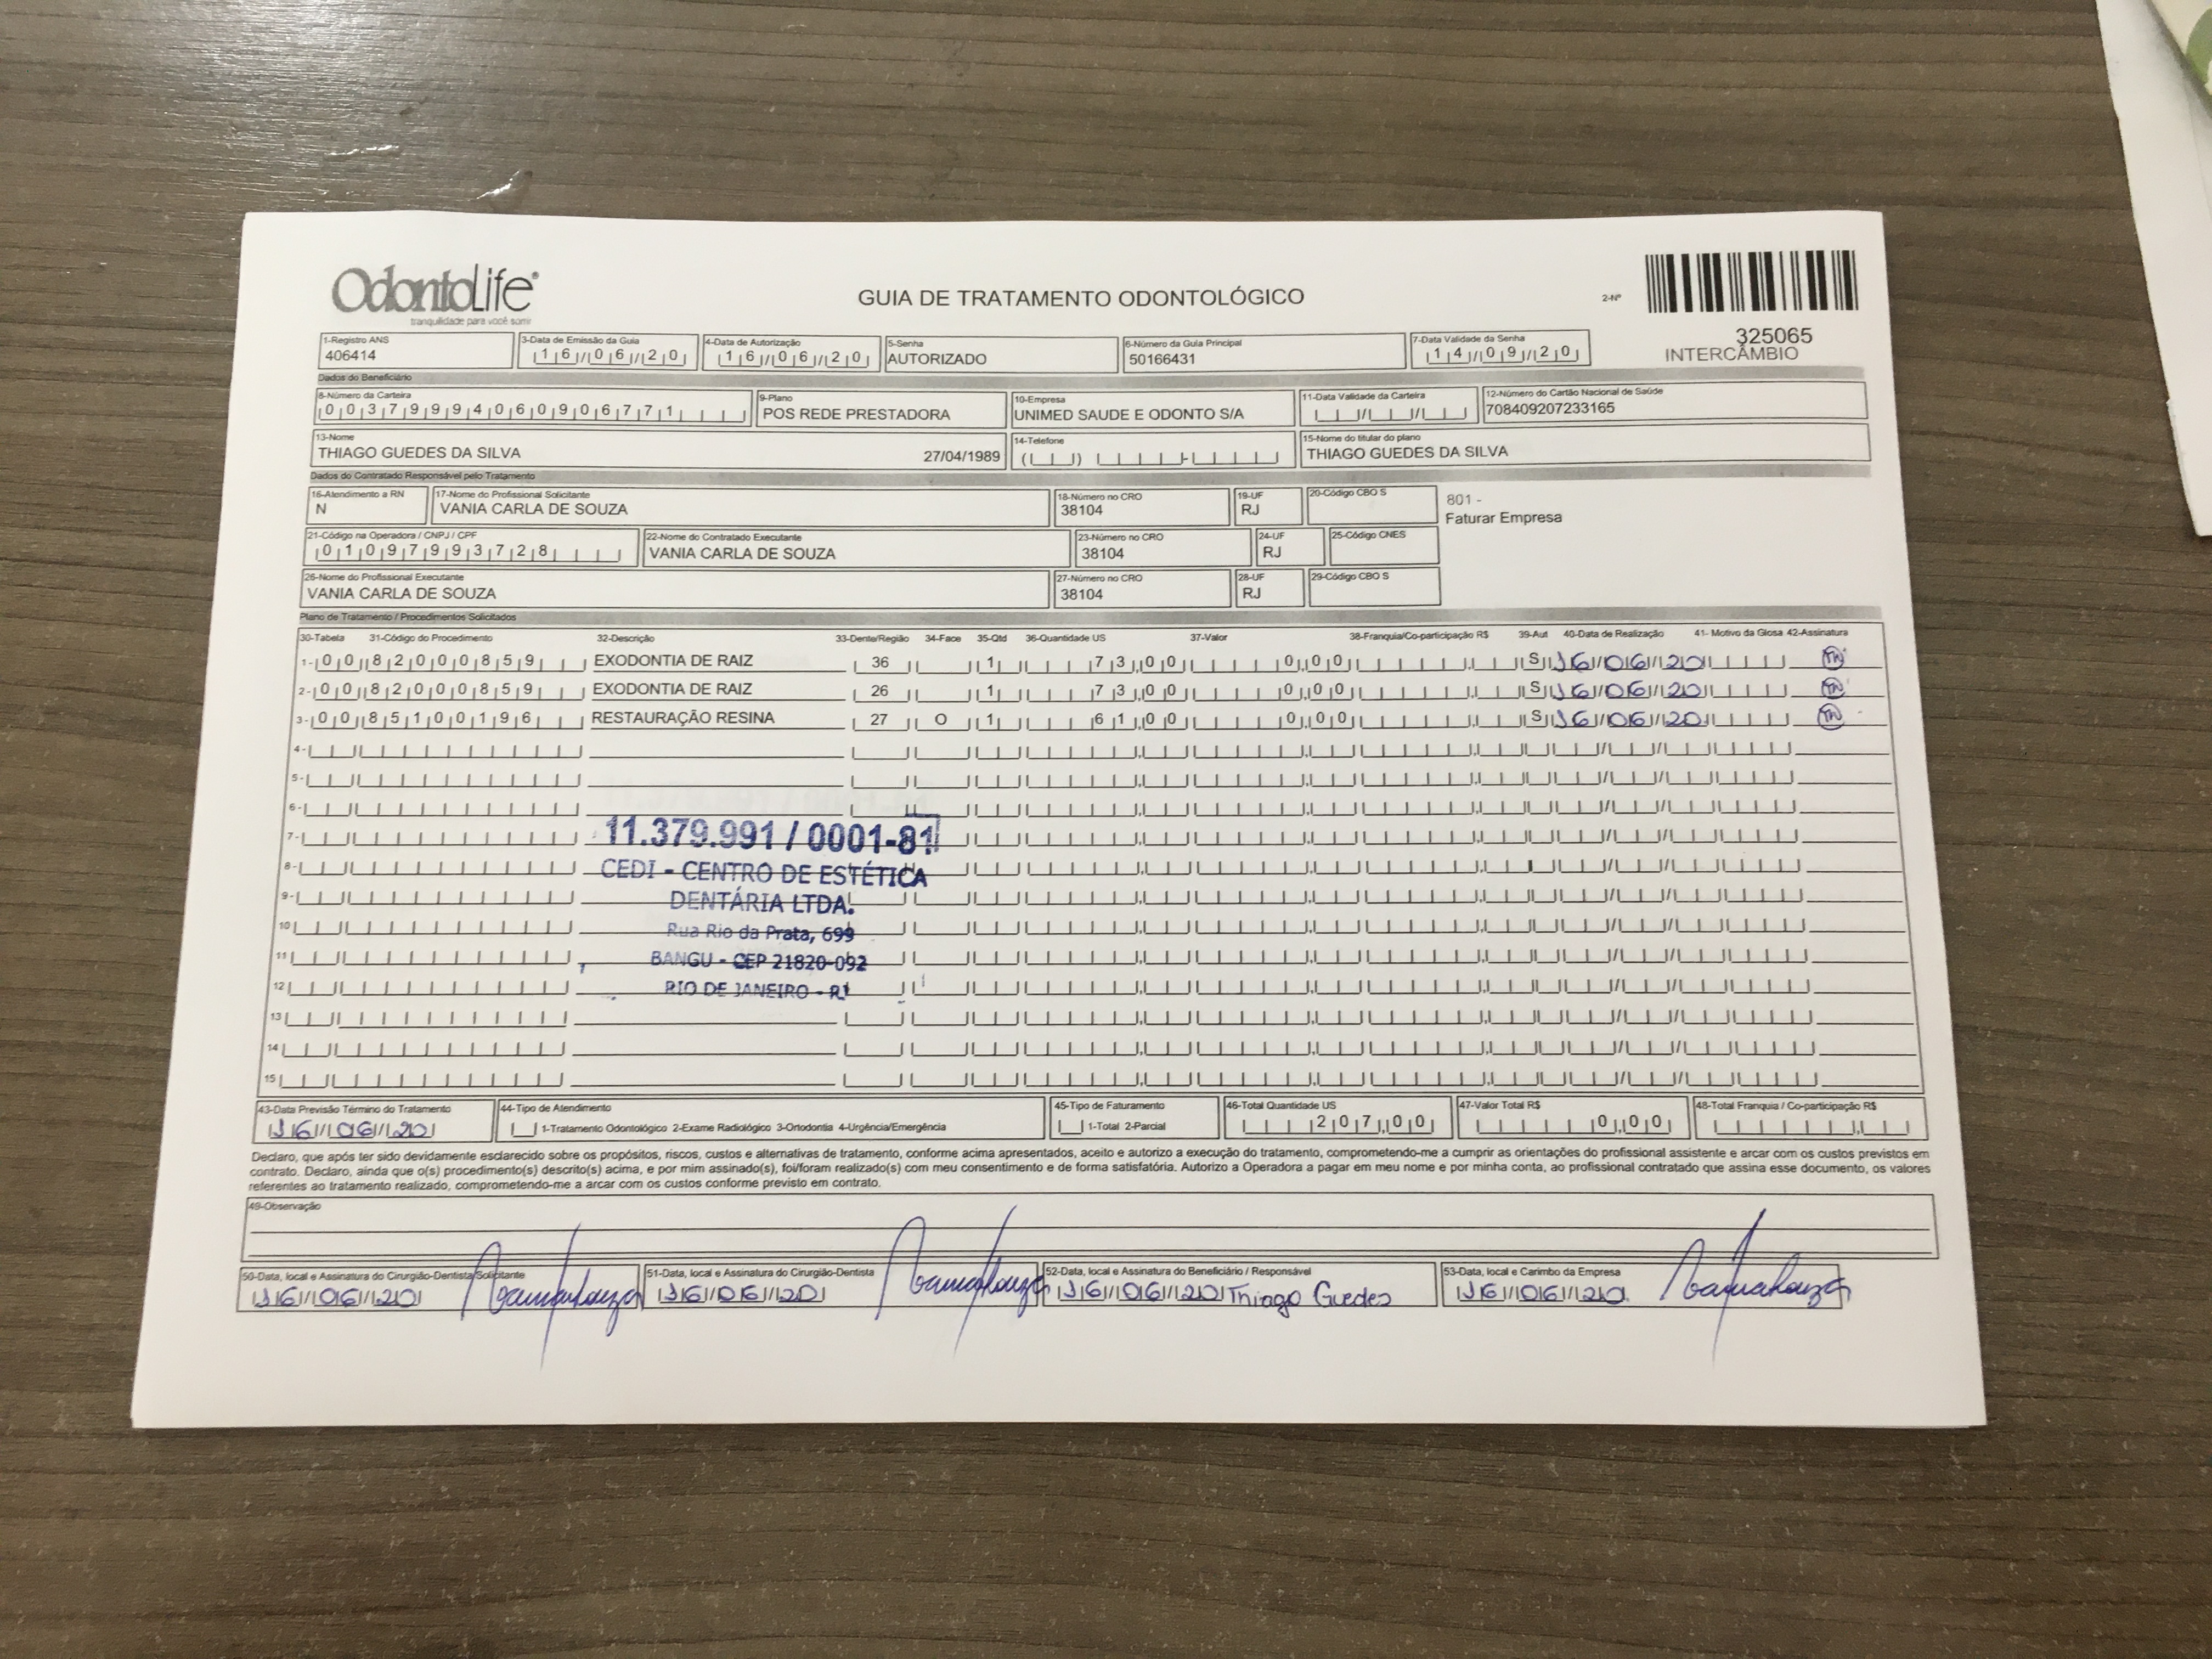 OdontoLife®
tranquilidade para você sorrir
GUIA DE TRATAMENTO ODONTOLÓGICO
2-Nº
325065
INTERCÂMBIO
1-Registro ANS
406414
3-Data de Emissão da Guia
16/06/20
4-Data de Autorização
16/06/20
5-Senha
AUTORIZADO
6-Número da Guia Principal
50166431
7-Data Validade da Senha
14/09/20
Dados do Beneficiário
8-Número da Carteira
00379994060906771
9-Plano
POS REDE PRESTADORA
10-Empresa
UNIMED SAUDE E ODONTO S/A
11-Data Validade da Carteira
12-Número do Cartão Nacional de Saúde
708409207233165
13-Nome
THIAGO GUEDES DA SILVA 27/04/1989
14-Telefone
15-Nome do titular do plano
THIAGO GUEDES DA SILVA
Dados do Contratado Responsável pelo Tratamento
16-Atendimento a RN
N
17-Nome do Profissional Solicitante
VANIA CARLA DE SOUZA
18-Número no CRO
38104
19-UF
RJ
20-Código CBO S
801 -
Faturar Empresa
21-Código na Operadora / CNPJ / CPF
01097993728
22-Nome do Contratado Executante
VANIA CARLA DE SOUZA
23-Número no CRO
38104
24-UF
RJ
25-Código CNES
26-Nome do Profissional Executante
VANIA CARLA DE SOUZA
27-Número no CRO
38104
28-UF
RJ
29-Código CBO S
Plano de Tratamento / Procedimentos Solicitados
30-Tabela 31-Código do Procedimento 32-Descrição 33-Dente/Região 34-Face 35-Qtd 36-Quantidade US 37-Valor 38-Franquia/Co-participação R$ 39-Aut 40-Data de Realização 41- Motivo da Glosa 42-Assinatura
1- 00 82000859 EXODONTIA DE RAIZ 36 1 73,00 0,00 S 16/06/20
2- 00 82000859 EXODONTIA DE RAIZ 26 1 73,00 0,00 S 16/06/20
3- 00 85100196 RESTAURAÇÃO RESINA 27 O 1 61,00 0,00 S 16/06/20
4-
5-
6-
7-
8-
9-
10
11
12
13
14
15
11.379.991 / 0001-81
CEDI - CENTRO DE ESTÉTICA
DENTÁRIA LTDA.
Rua Rio da Prata, 699
BANGU - CEP 21820-092
RIO DE JANEIRO - RJ
43-Data Previsão Término do Tratamento
16/06/20
44-Tipo de Atendimento
1-Tratamento Odontológico 2-Exame Radiológico 3-Ortodontia 4-Urgência/Emergência
45-Tipo de Faturamento
1-Total 2-Parcial
46-Total Quantidade US
207,00
47-Valor Total R$
0,00
48-Total Franquia / Co-participação R$
Declaro, que após ter sido devidamente esclarecido sobre os propósitos, riscos, custos e alternativas de tratamento, conforme acima apresentados, aceito e autorizo a execução do tratamento, comprometendo-me a cumprir as orientações do profissional assistente e arcar com os custos previstos em
contrato. Declaro, ainda que o(s) procedimento(s) descrito(s) acima, e por mim assinado(s), foi/foram realizado(s) com meu consentimento e de forma satisfatória. Autorizo a Operadora a pagar em meu nome e por minha conta, ao profissional contratado que assina esse documento, os valores
referentes ao tratamento realizado, comprometendo-me a arcar com os custos conforme previsto em contrato.
49-Observação
50-Data, local e Assinatura do Cirurgião-Dentista Solicitante
16/06/20
51-Data, local e Assinatura do Cirurgião-Dentista
16/06/20
52-Data, local e Assinatura do Beneficiário / Responsável
16/06/20 Thiago Guedes
53-Data, local e Carimbo da Empresa
16/06/20